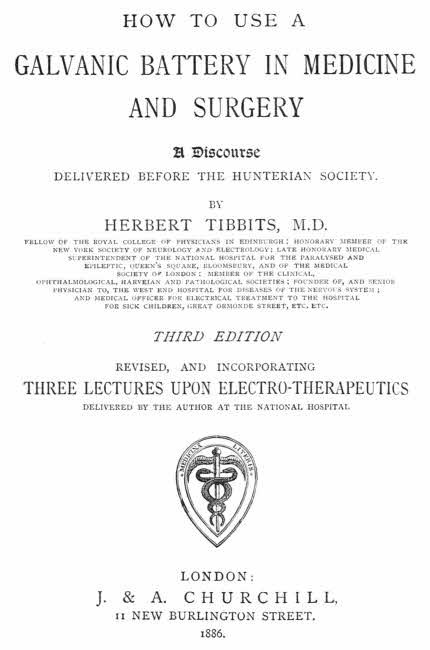 HOW TO USE A
GALVANIC BATTERY IN MEDICINE
AND SURGERY
A Discourse
DELIVERED BEFORE THE HUNTERIAN SOCIETY.
BY
HERBERT TIBBITS, M.D.
FELLOW OF THE ROYAL COLLEGE OF PHYSICIANS IN EDINBURGH; HONORARY MEMBER OF THE
NEW YORK SOCIETY OF NEUROLOGY AND ELECTROLOGY; LATE HONORARY MEDICAL
SUPERINTENDENT OF THE NATIONAL HOSPITAL FOR THE PARALYSED AND
EPILEPTIC, QUEEN'S SQUARE, BLOOMSBURY, AND OF THE MEDICAL
SOCIETY OF LONDON; MEMBER OF THE CLINICAL,
OPHTHALMOLOGICAL, HARVEIAN AND PATHOLOGICAL SOCIETIES; FOUNDER OF, AND SENIOR
PHYSICIAN TO, THE WEST END HOSPITAL FOR DISEASES OF THE NERVOUS SYSTEM;
AND MEDICAL OFFICER FOR ELECTRICAL TREATMENT TO THE HOSPITAL
FOR SICK CHILDREN, GREAT ORMONDE STREET, ETC. ETC.
THIRD EDITION
REVISED, AND INCORPORATING
THREE LECTURES UPON ELECTRO-THERAPEUTICS
DELIVERED BY THE AUTHOR AT THE NATIONAL HOSPITAL
MEDICINA LITERIS
LONDON:
J. & A. CHURCHILL,
11 NEW BURLINGTON STREET.
1886.